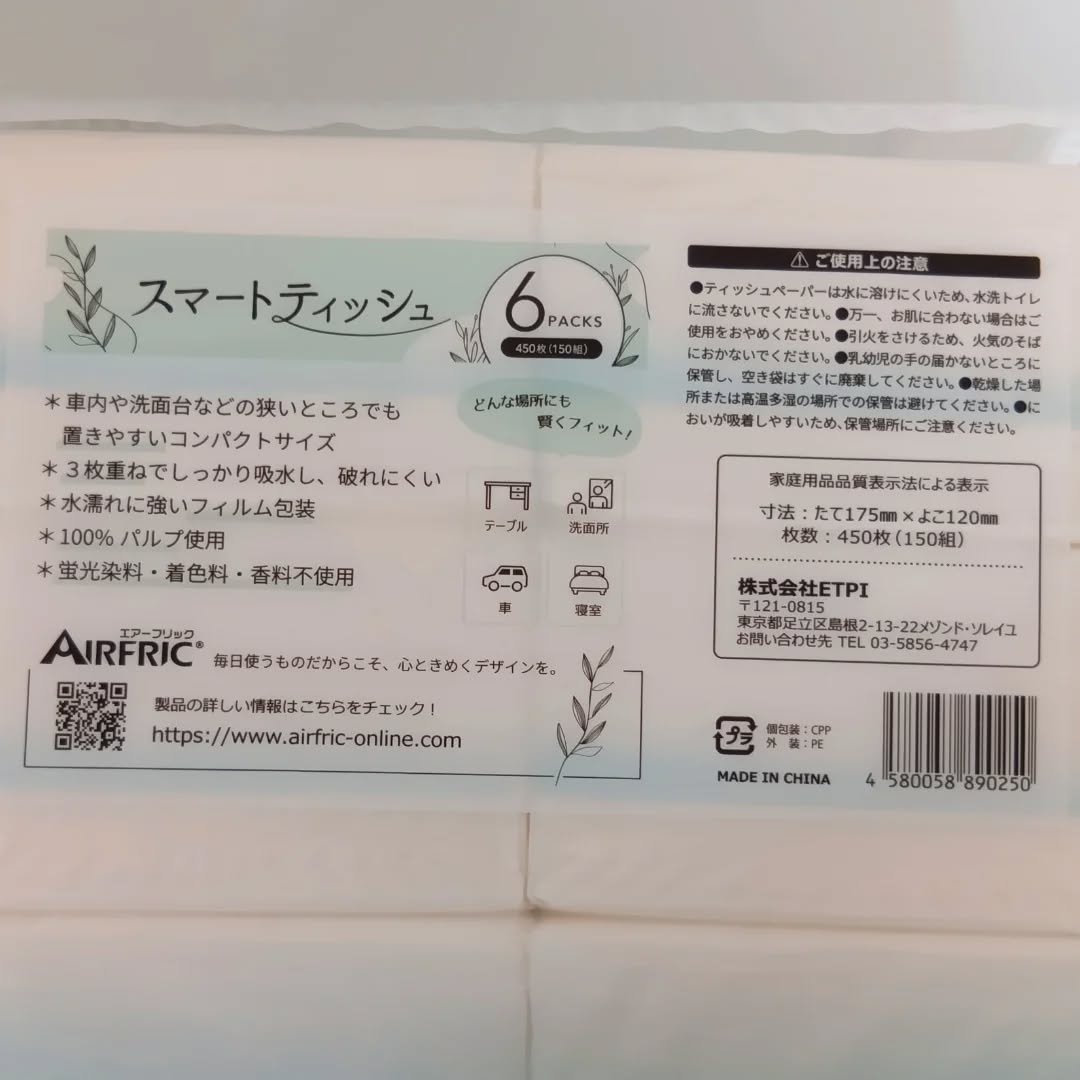 スマートティッシュ
6 PACKS
450枚(150組)
どんな場所にも
賢くフィット!
＊車内や洗面台などの狭いところでも
置きやすいコンパクトサイズ
＊３枚重ねでしっかり吸水し、破れにくい
＊水濡れに強いフィルム包装
＊100% パルプ使用
＊蛍光染料・着色料・香料不使用
テーブル
洗面所
車
寝室
エアーフリック
AIRFRIC®
毎日使うものだからこそ、心ときめくデザインを。
製品の詳しい情報はこちらをチェック！
https://www.airfric-online.com
⚠ご使用上の注意
●ティッシュペーパーは水に溶けにくいため、水洗トイレ
に流さないでください。●万一、お肌に合わない場合はご
使用をおやめください。●引火をさけるため、火気のそば
におかないでください。●乳幼児の手の届かないところに
保管し、空き袋はすぐに廃棄してください。●乾燥した場
所または高温多湿の場所での保管は避けてください。●に
おいが吸着しやすいため、保管場所にご注意ください。
家庭用品品質表示法による表示
寸法：たて175㎜×よこ120㎜
枚数：450枚(150組)
株式会社ETPI
〒121-0815
東京都足立区島根2-13-22メゾンド・ソレイユ
お問い合わせ先 TEL 03-5856-4747
プラ
個包装：CPP
外 装：PE
MADE IN CHINA
4 580058 890250